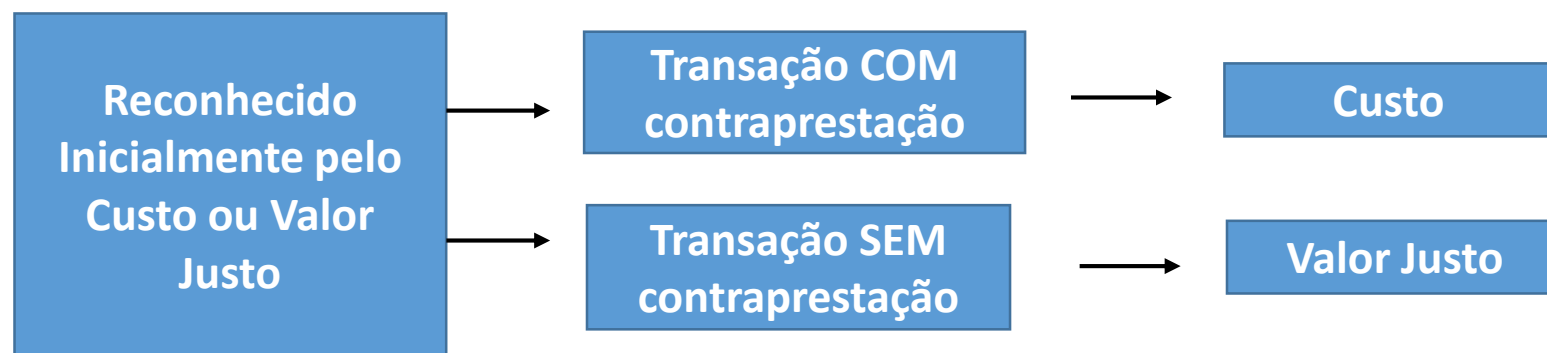 Reconhecido
Inicialmente pelo
Custo ou Valor
Justo
Transação COM
contraprestação
Custo
Transação SEM
contraprestação
Valor Justo